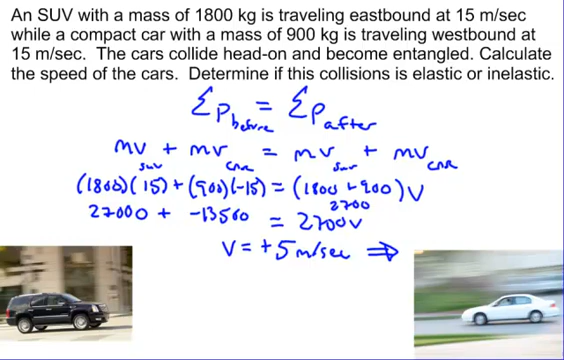 An SUV with a mass of 1800 kg is traveling eastbound at 15 m/sec
while a compact car with a mass of 900 kg is traveling westbound at
15 m/sec.  The cars collide head-on and become entangled. Calculate
the speed of the cars.  Determine if this collisions is elastic or inelastic.
Σp before = Σp after
mv suv + mv car = mv suv + mv car
(1800)(15) + (900)(-15) = (1800 + 900) V
2700
27000 + -13500 = 2700V
V = +5 m/sec ⇒